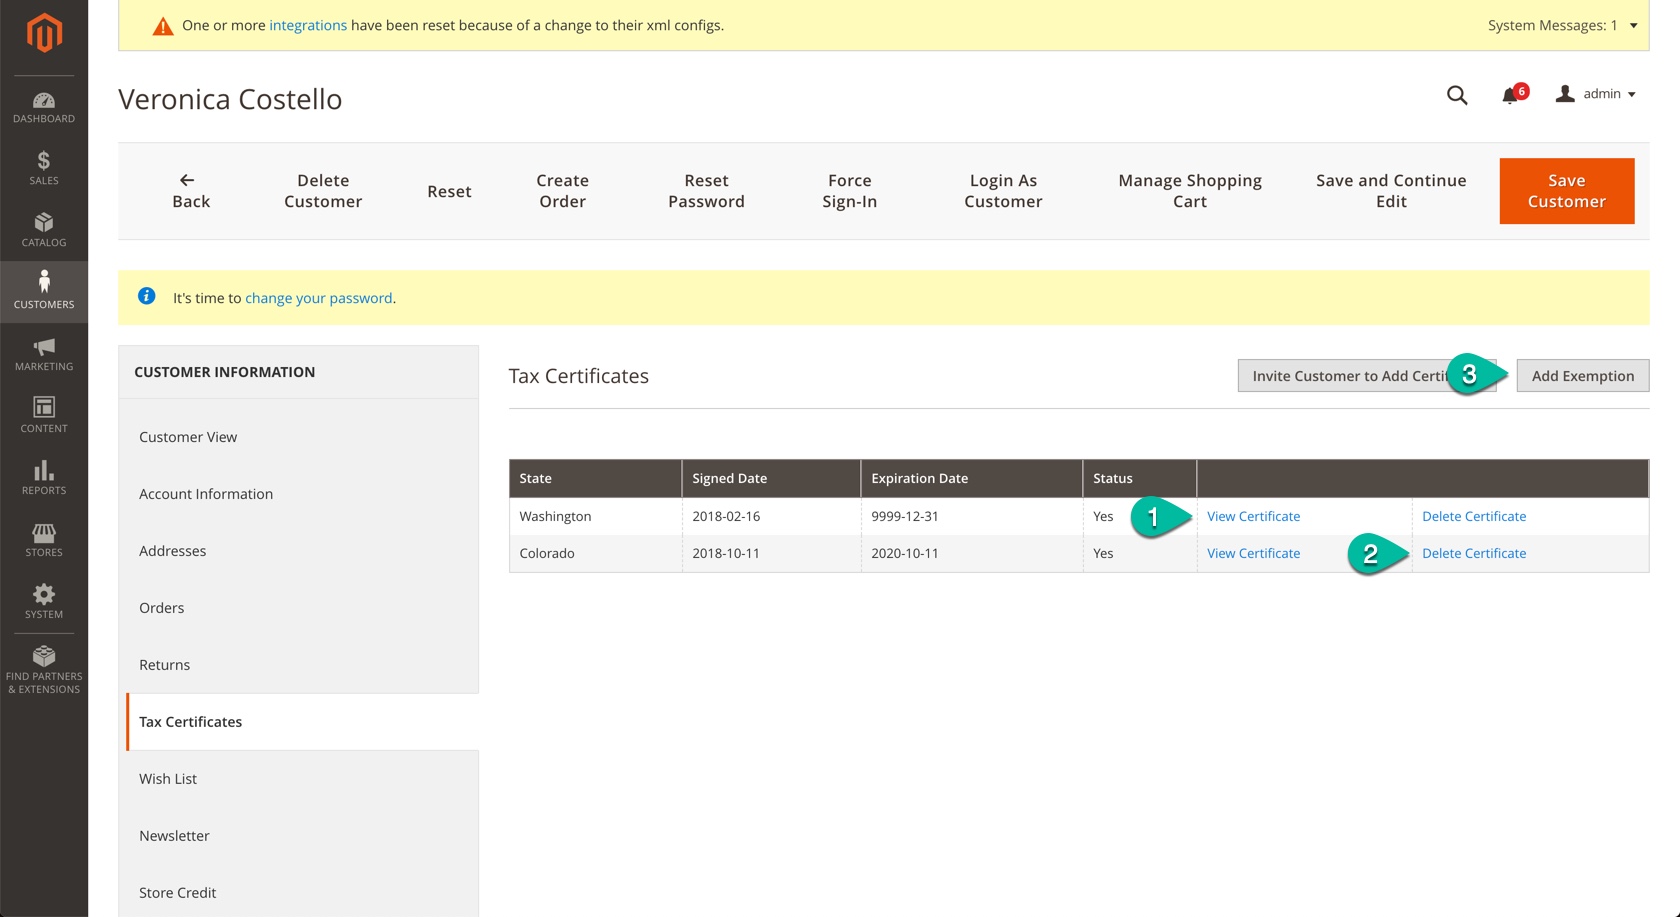 One or more integrations have been reset because of a change to their xml configs.
System Messages: 1
Veronica Costello
6
admin
DASHBOARD
SALES
CATALOG
CUSTOMERS
MARKETING
CONTENT
REPORTS
STORES
SYSTEM
FIND PARTNERS
& EXTENSIONS
Back
Delete
Customer
Reset
Create
Order
Reset
Password
Force
Sign-In
Login As
Customer
Manage Shopping
Cart
Save and Continue
Edit
Save
Customer
It's time to change your password.
CUSTOMER INFORMATION
Customer View
Account Information
Addresses
Orders
Returns
Tax Certificates
Wish List
Newsletter
Store Credit
Tax Certificates
Invite Customer to Add Certif
3
Add Exemption
State Signed Date Expiration Date Status
Washington 2018-02-16 9999-12-31 Yes 1 View Certificate Delete Certificate
Colorado 2018-10-11 2020-10-11 Yes View Certificate 2 Delete Certificate